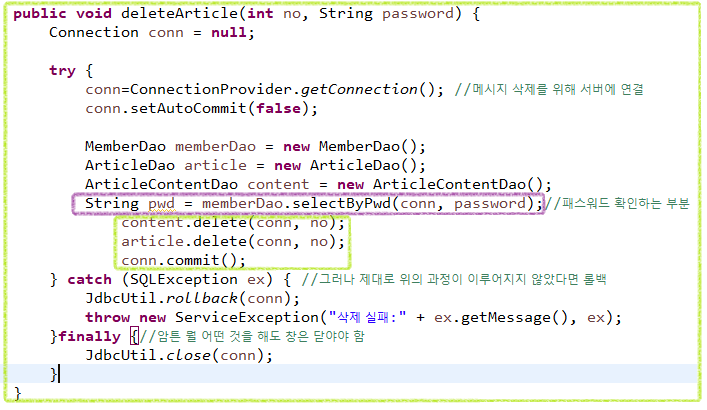 public void deleteArticle(int no, String password) {
Connection conn = null;
try {
conn=ConnectionProvider.getConnection(); //메시지 삭제를 위해 서버에 연결
conn.setAutoCommit(false);
MemberDao memberDao = new MemberDao();
ArticleDao article = new ArticleDao();
ArticleContentDao content = new ArticleContentDao();
String pwd = memberDao.selectByPwd(conn, password);//패스워드 확인하는 부분
content.delete(conn, no);
article.delete(conn, no);
conn.commit();
} catch (SQLException ex) { //그러나 제대로 위의 과정이 이루어지지 않았다면 롤백
JdbcUtil.rollback(conn);
throw new ServiceException("삭제 실패:" + ex.getMessage(), ex);
}finally {//암튼 뭘 어떤 것을 해도 창은 닫아야 함
JdbcUtil.close(conn);
}
}